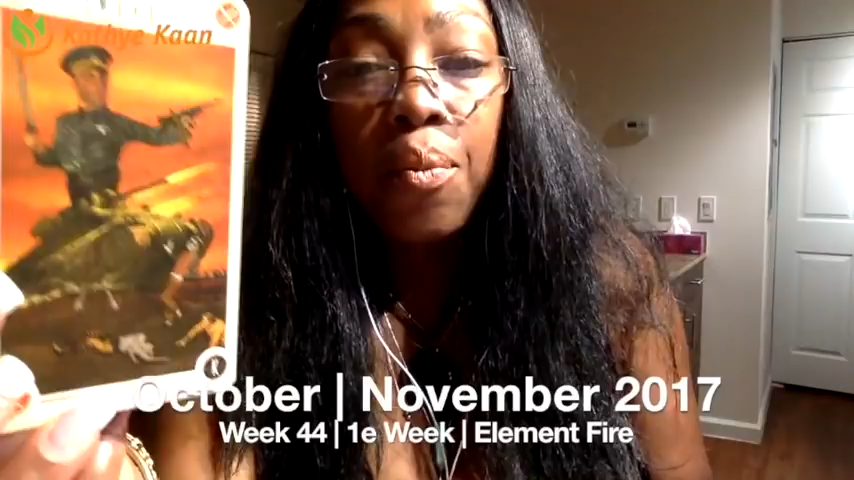 Kathye Kaan
October | November 2017
Week 44 | 1e Week | Element Fire